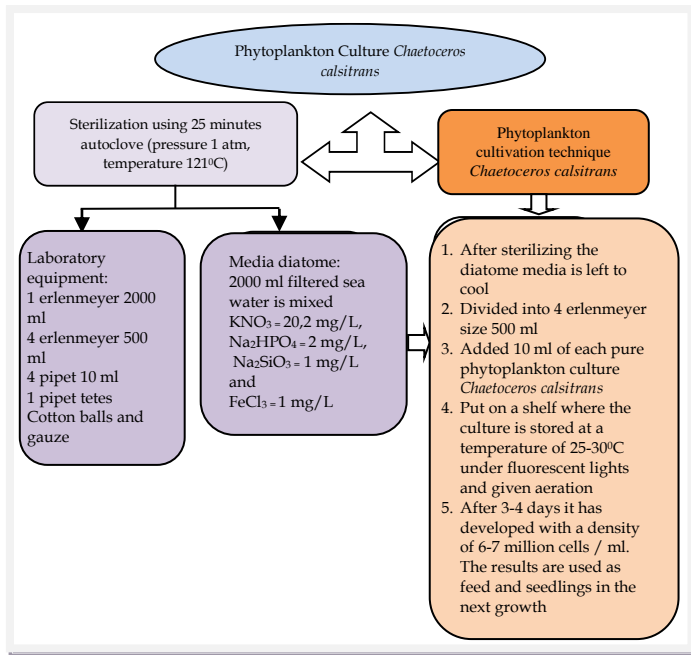 Phytoplankton Culture Chaetoceros
calsitrans
Sterilization using 25 minutes
autoclove (pressure 1 atm,
temperature 121⁰C)
Phytoplankton
cultivation technique
Chaetoceros calsitrans
Laboratory
equipment:
1 erlenmeyer 2000
ml
4 erlenmeyer 500
ml
4 pipet 10 ml
1 pipet tetes
Cotton balls and
gauze
Media diatome:
2000 ml filtered sea
water is mixed
KNO₃ = 20,2 mg/L,
Na₂HPO₄ = 2 mg/L,
Na₂SiO₃ = 1 mg/L
and
FeCl₃ = 1 mg/L
1. After sterilizing the
diatome media is left to
cool
2. Divided into 4 erlenmeyer
size 500 ml
3. Added 10 ml of each pure
phytoplankton culture
Chaetoceros calsitrans
4. Put on a shelf where the
culture is stored at a
temperature of 25-30⁰C
under fluorescent lights
and given aeration
5. After 3-4 days it has
developed with a density
of 6-7 million cells / ml.
The results are used as
feed and seedlings in the
next growth